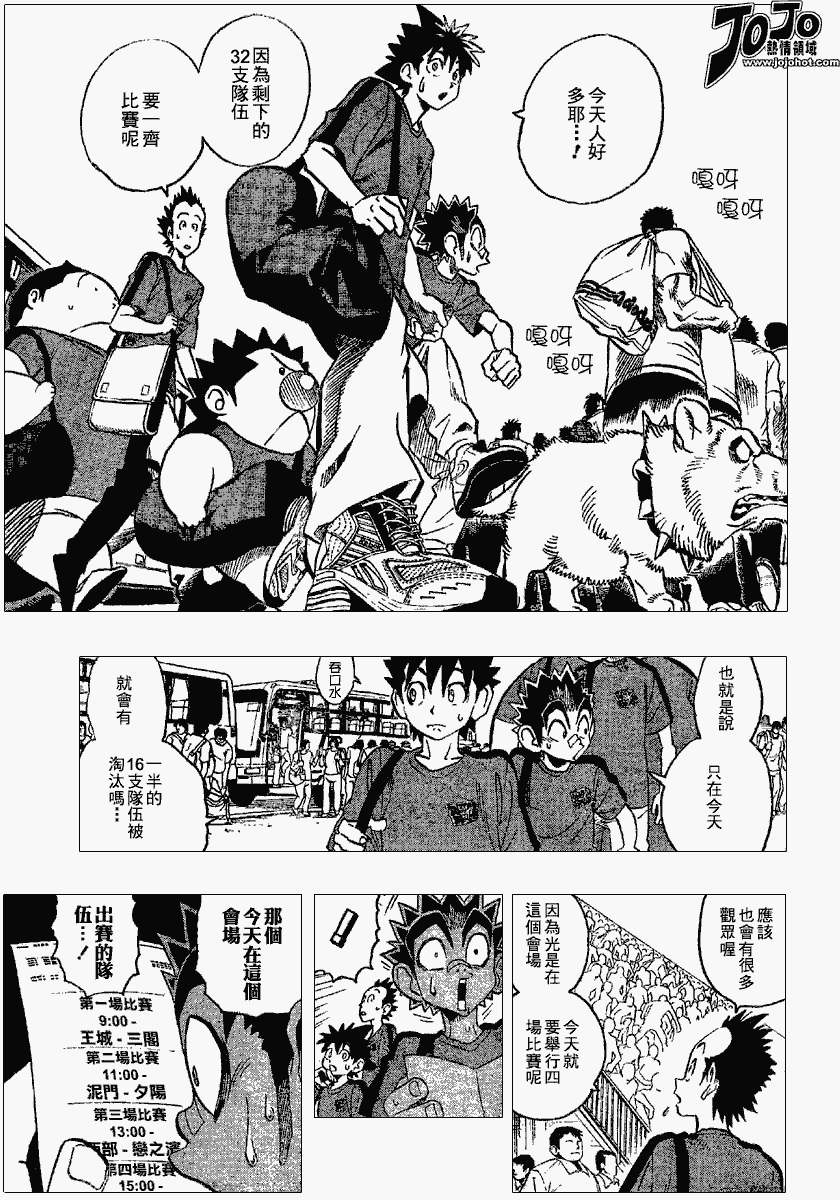 JOJO
熱情領域
www.jojohot.com
今天人好
多耶…!
因為剩下的
32支隊伍
要一齊
比賽呢
嘎呀
嘎呀
嘎呀
嘎呀
也就是說
只在今天
吞口水
一半的
16支隊伍被
淘汰嗎…
就會有
應該
也會有很多
觀眾喔
因為光是在
這個會場
今天就
要舉行四
場比賽呢
!
那個
今天在這個
會場
出賽的隊
伍…!
第一場比賽
9:00 -
王城 - 三閣
第二場比賽
11:00 -
泥門 - 夕陽
第三場比賽
13:00 -
西部 - 戀之濱
第四場比賽
15:00 -